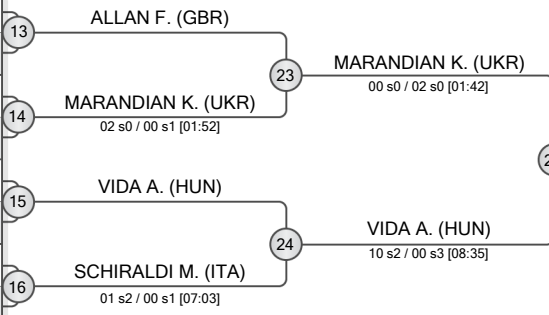 13
ALLAN F. (GBR)
23
MARANDIAN K. (UKR)
00 s0 / 02 s0 [01:42]
14
MARANDIAN K. (UKR)
02 s0 / 00 s1 [01:52]
15
VIDA A. (HUN)
24
VIDA A. (HUN)
10 s2 / 00 s3 [08:35]
16
SCHIRALDI M. (ITA)
01 s2 / 00 s1 [07:03]